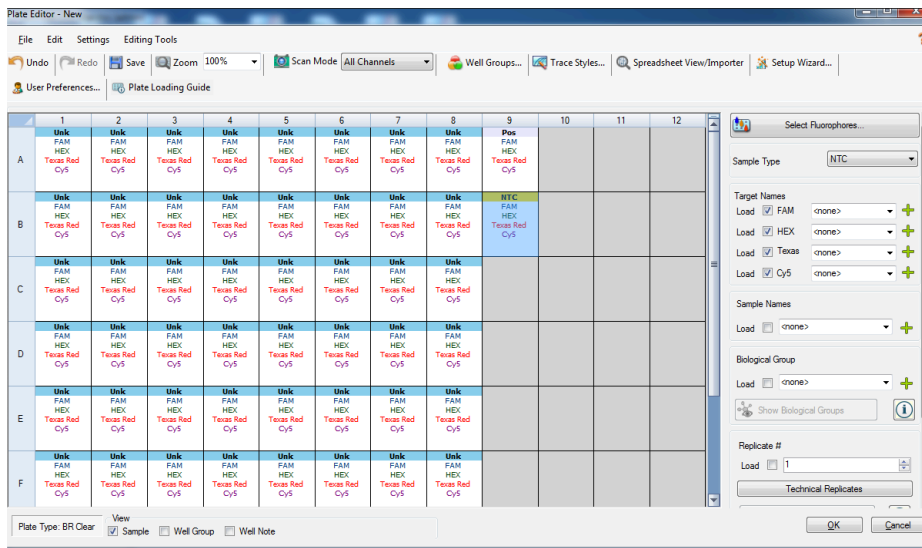 Plate Editor - New
File Edit Settings Editing Tools
Undo Redo Save Zoom 100% Scan Mode All Channels Well Groups... Trace Styles... Spreadsheet View/Importer Setup Wizard...
User Preferences... Plate Loading Guide
1 2 3 4 5 6 7 8 9 10 11 12
Select Fluorophores...
Unk Unk Unk Unk Unk Unk Unk Unk Pos
FAM FAM FAM FAM FAM FAM FAM FAM FAM
HEX HEX HEX HEX HEX HEX HEX HEX HEX
A Texas Red Texas Red Texas Red Texas Red Texas Red Texas Red Texas Red Texas Red Texas Red
Cy5 Cy5 Cy5 Cy5 Cy5 Cy5 Cy5 Cy5 Cy5
Sample Type NTC
Unk Unk Unk Unk Unk Unk Unk Unk NTC
FAM FAM FAM FAM FAM FAM FAM FAM FAM
HEX HEX HEX HEX HEX HEX HEX HEX HEX
B Texas Red Texas Red Texas Red Texas Red Texas Red Texas Red Texas Red Texas Red Texas Red
Cy5 Cy5 Cy5 Cy5 Cy5 Cy5 Cy5 Cy5 Cy5
Target Names
Load FAM <none>
Load HEX <none>
Load Texas <none>
Load Cy5 <none>
Unk Unk Unk Unk Unk Unk Unk Unk
FAM FAM FAM FAM FAM FAM FAM FAM
HEX HEX HEX HEX HEX HEX HEX HEX
C Texas Red Texas Red Texas Red Texas Red Texas Red Texas Red Texas Red Texas Red
Cy5 Cy5 Cy5 Cy5 Cy5 Cy5 Cy5 Cy5
Sample Names
Load <none>
Unk Unk Unk Unk Unk Unk Unk Unk
FAM FAM FAM FAM FAM FAM FAM FAM
HEX HEX HEX HEX HEX HEX HEX HEX
D Texas Red Texas Red Texas Red Texas Red Texas Red Texas Red Texas Red Texas Red
Cy5 Cy5 Cy5 Cy5 Cy5 Cy5 Cy5 Cy5
Biological Group
Load <none>
Show Biological Groups
Unk Unk Unk Unk Unk Unk Unk Unk
FAM FAM FAM FAM FAM FAM FAM FAM
HEX HEX HEX HEX HEX HEX HEX HEX
E Texas Red Texas Red Texas Red Texas Red Texas Red Texas Red Texas Red Texas Red
Cy5 Cy5 Cy5 Cy5 Cy5 Cy5 Cy5 Cy5
Replicate #
Load 1
Technical Replicates
Unk Unk Unk Unk Unk Unk Unk Unk
FAM FAM FAM FAM FAM FAM FAM FAM
HEX HEX HEX HEX HEX HEX HEX HEX
F Texas Red Texas Red Texas Red Texas Red Texas Red Texas Red Texas Red Texas Red
Cy5 Cy5 Cy5 Cy5 Cy5 Cy5 Cy5 Cy5
Plate Type: BR Clear
View
Sample Well Group Well Note
OK Cancel